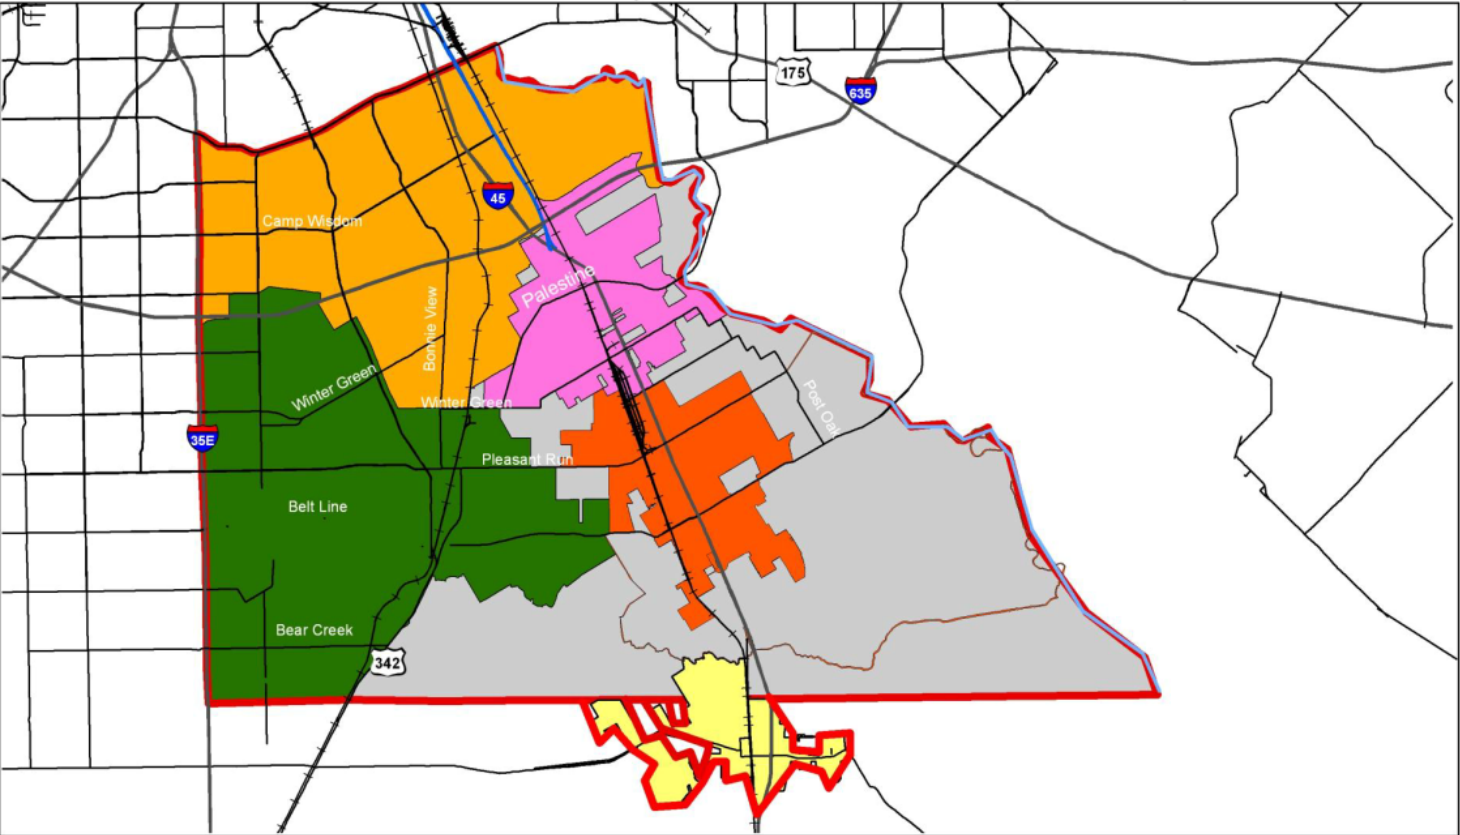 175
635
45
Camp Wisdom
Palestine
Bonnie View
Winter Green
Winter Green
Post Oak
35E
Pleasant Run
Belt Line
Bear Creek
342